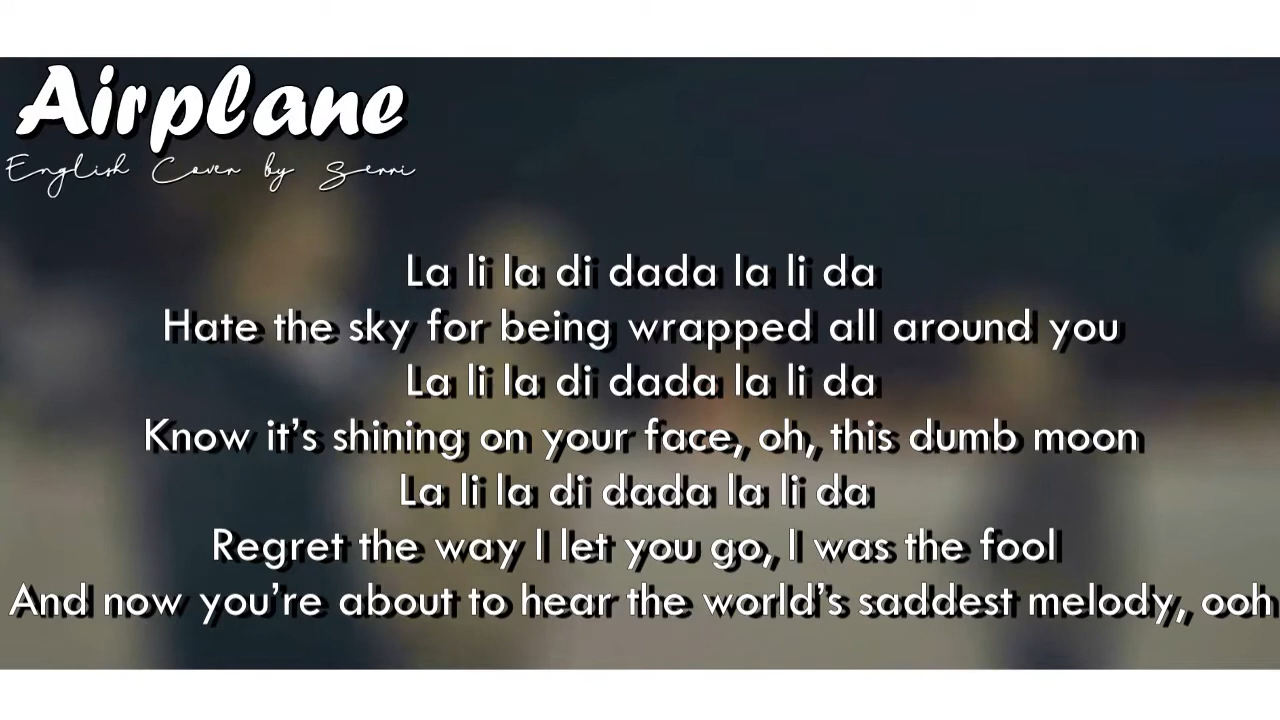 Airplane
English Cover by Serri
La li la di dada la li da
Hate the sky for being wrapped all around you
La li la di dada la li da
Know it's shining on your face, oh, this dumb moon
La li la di dada la li da
Regret the way I let you go, I was the fool
And now you're about to hear the world's saddest melody, ooh